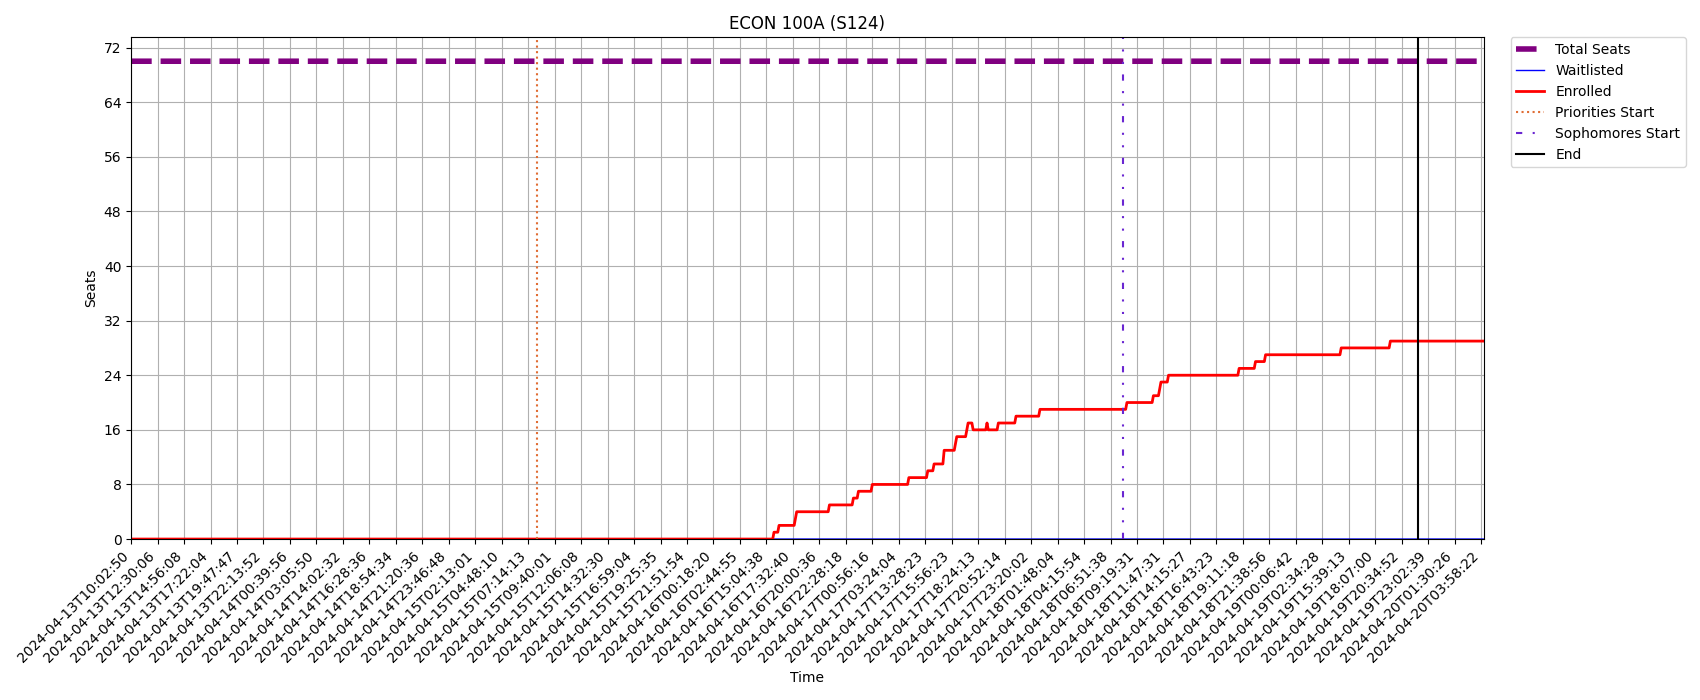 ECON 100A (S124)
72
64
56
48
40
32
24
16
8
0
Seats
2024-04-13T10:02:50
2024-04-13T12:30:06
2024-04-13T14:56:08
2024-04-13T17:22:04
2024-04-13T19:47:47
2024-04-13T22:13:52
2024-04-14T00:39:56
2024-04-14T03:05:50
2024-04-14T14:02:32
2024-04-14T16:28:36
2024-04-14T18:54:34
2024-04-14T21:20:36
2024-04-14T23:46:48
2024-04-15T02:13:01
2024-04-15T04:48:10
2024-04-15T07:14:13
2024-04-15T09:40:01
2024-04-15T12:06:08
2024-04-15T14:32:30
2024-04-15T16:59:04
2024-04-15T19:25:35
2024-04-15T21:51:54
2024-04-16T00:18:20
2024-04-16T02:44:55
2024-04-16T15:04:38
2024-04-16T17:32:40
2024-04-16T20:00:36
2024-04-16T22:28:18
2024-04-17T00:56:16
2024-04-17T03:24:04
2024-04-17T13:28:23
2024-04-17T15:56:23
2024-04-17T18:24:13
2024-04-17T20:52:14
2024-04-17T23:20:02
2024-04-18T01:48:04
2024-04-18T04:15:54
2024-04-18T06:51:38
2024-04-18T09:19:31
2024-04-18T11:47:31
2024-04-18T14:15:27
2024-04-18T16:43:23
2024-04-18T19:11:18
2024-04-18T21:38:56
2024-04-19T00:06:42
2024-04-19T02:34:28
2024-04-19T15:39:13
2024-04-19T18:07:00
2024-04-19T20:34:52
2024-04-19T23:02:39
2024-04-20T01:30:26
2024-04-20T03:58:22
Time
Total Seats
Waitlisted
Enrolled
Priorities Start
Sophomores Start
End